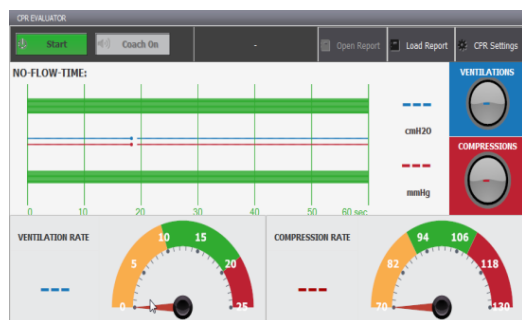 CPR EVALUATOR
Start
Coach On
-
Open Report
Load Report
CPR Settings
NO-FLOW-TIME:
VENTILATIONS
---
cmH2O
COMPRESSIONS
---
mmHg
0 10 20 30 40 50 60 sec
VENTILATION RATE
---
0 5 10 15 20 25
COMPRESSION RATE
---
70 82 94 106 118 130